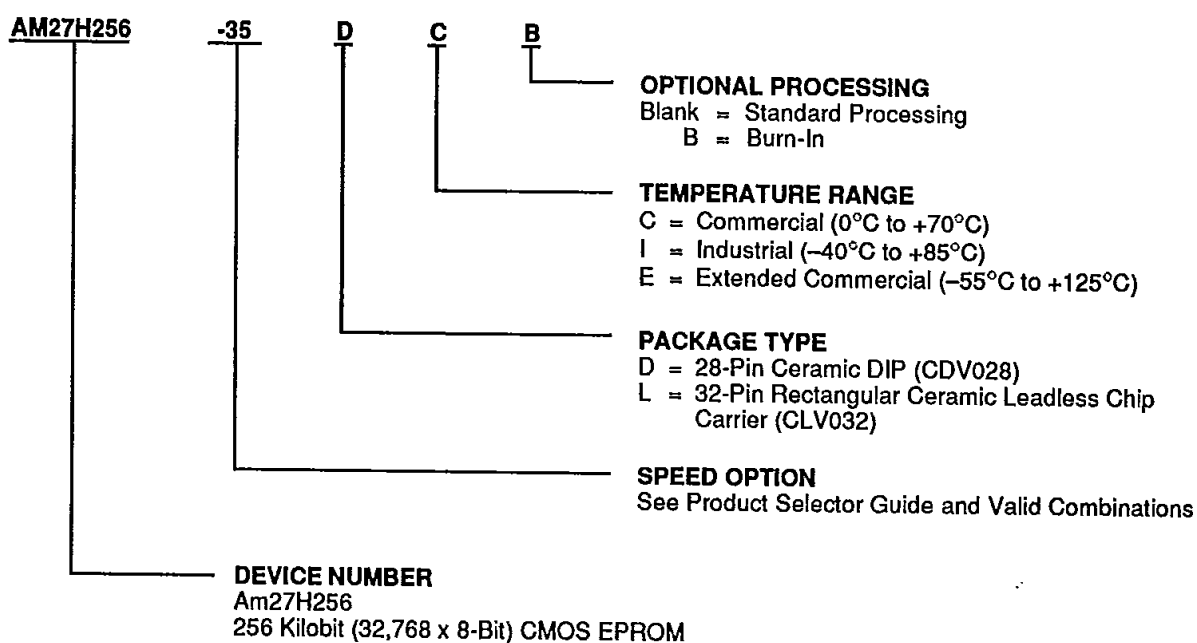 AM27H256 -35 D C B
OPTIONAL PROCESSING
Blank = Standard Processing
B = Burn-In
TEMPERATURE RANGE
C = Commercial (0°C to +70°C)
I = Industrial (–40°C to +85°C)
E = Extended Commercial (–55°C to +125°C)
PACKAGE TYPE
D = 28-Pin Ceramic DIP (CDV028)
L = 32-Pin Rectangular Ceramic Leadless Chip
Carrier (CLV032)
SPEED OPTION
See Product Selector Guide and Valid Combinations
DEVICE NUMBER
Am27H256
256 Kilobit (32,768 x 8-Bit) CMOS EPROM